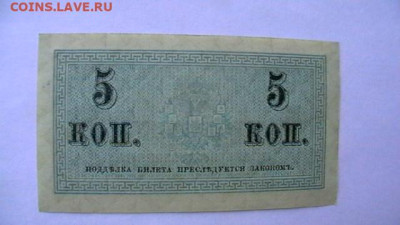 COINS.LAVE.RU
5 5
КОП. КОП.
ПОДДѢЛКА БИЛЕТА ПРЕСЛѢДУЕТСЯ ЗАКОНОМЪ.